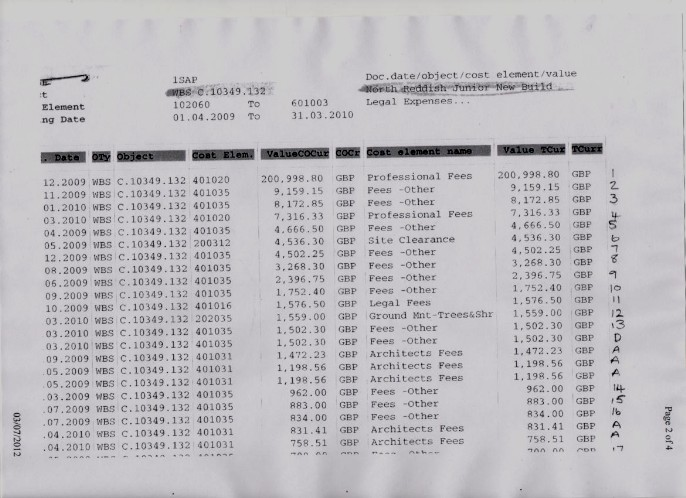 1SAP Doc.date/object/cost element/value
WBS C.10349.132 North Reddish Junior New Build
Element 102060 To 601003 Legal Expenses...
ng Date 01.04.2009 To 31.03.2010
. Date OTy Object Cost Elem. ValueCOCur COCr Cost element name Value TCur TCurr
12.2009 WBS C.10349.132 401020 200,998.80 GBP Professional Fees 200,998.80 GBP 1
11.2009 WBS C.10349.132 401035 9,159.15 GBP Fees -Other 9,159.15 GBP 2
01.2010 WBS C.10349.132 401035 8,172.85 GBP Fees -Other 8,172.85 GBP 3
03.2010 WBS C.10349.132 401020 7,316.33 GBP Professional Fees 7,316.33 GBP 4
04.2009 WBS C.10349.132 401035 4,666.50 GBP Fees -Other 4,666.50 GBP 5
05.2009 WBS C.10349.132 200312 4,536.30 GBP Site Clearance 4,536.30 GBP 6
12.2009 WBS C.10349.132 401035 4,502.25 GBP Fees -Other 4,502.25 GBP 7
08.2009 WBS C.10349.132 401035 3,268.30 GBP Fees -Other 3,268.30 GBP 8
06.2009 WBS C.10349.132 401035 2,396.75 GBP Fees -Other 2,396.75 GBP 9
09.2009 WBS C.10349.132 401035 1,752.40 GBP Fees -Other 1,752.40 GBP 10
10.2009 WBS C.10349.132 401016 1,576.50 GBP Legal Fees 1,576.50 GBP 11
03.2010 WBS C.10349.132 202035 1,559.00 GBP Ground Mnt-Trees&Shr 1,559.00 GBP 12
03.2010 WBS C.10349.132 401035 1,502.30 GBP Fees -Other 1,502.30 GBP 13
03.2010 WBS C.10349.132 401035 1,502.30 GBP Fees -Other 1,502.30 GBP D
09.2009 WBS C.10349.132 401031 1,472.23 GBP Architects Fees 1,472.23 GBP A
.05.2009 WBS C.10349.132 401031 1,198.56 GBP Architects Fees 1,198.56 GBP A
.05.2009 WBS C.10349.132 401031 1,198.56 GBP Architects Fees 1,198.56 GBP A
.03.2009 WBS C.10349.132 401035 962.00 GBP Fees -Other 962.00 GBP 14
.07.2009 WBS C.10349.132 401035 883.00 GBP Fees -Other 883.00 GBP 15
.07.2009 WBS C.10349.132 401035 834.00 GBP Fees -Other 834.00 GBP 16
.04.2010 WBS C.10349.132 401031 831.41 GBP Architects Fees 831.41 GBP A
.04.2010 WBS C.10349.132 401031 758.51 GBP Architects Fees 758.51 GBP A
17
03/07/2012
Page 2 of 4